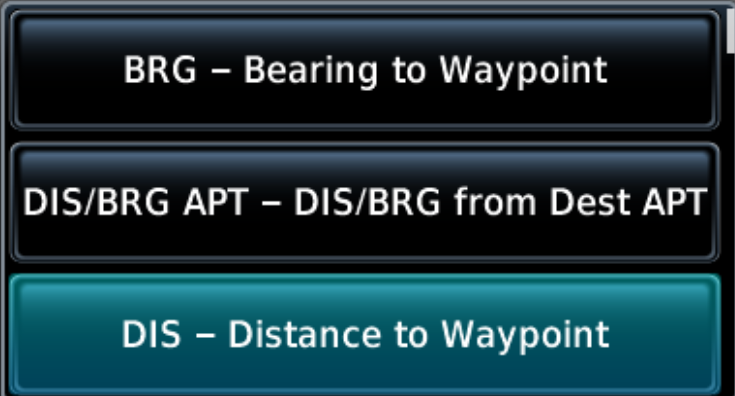 BRG – Bearing to Waypoint
DIS/BRG APT – DIS/BRG from Dest APT
DIS – Distance to Waypoint